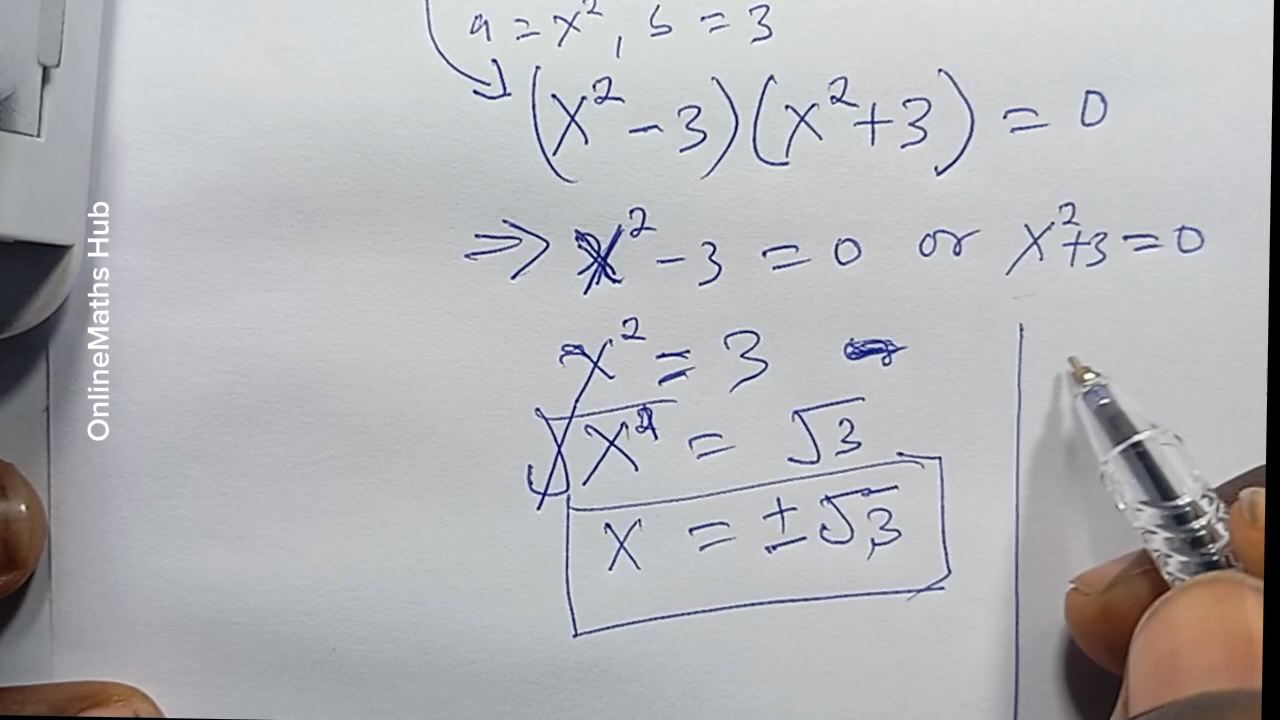 a = x², b = 3
(x² - 3)(x² + 3) = 0
⇒ x² - 3 = 0 or x² + 3 = 0
x² = 3
√x² = √3
x = ±√3
OnlineMaths Hub